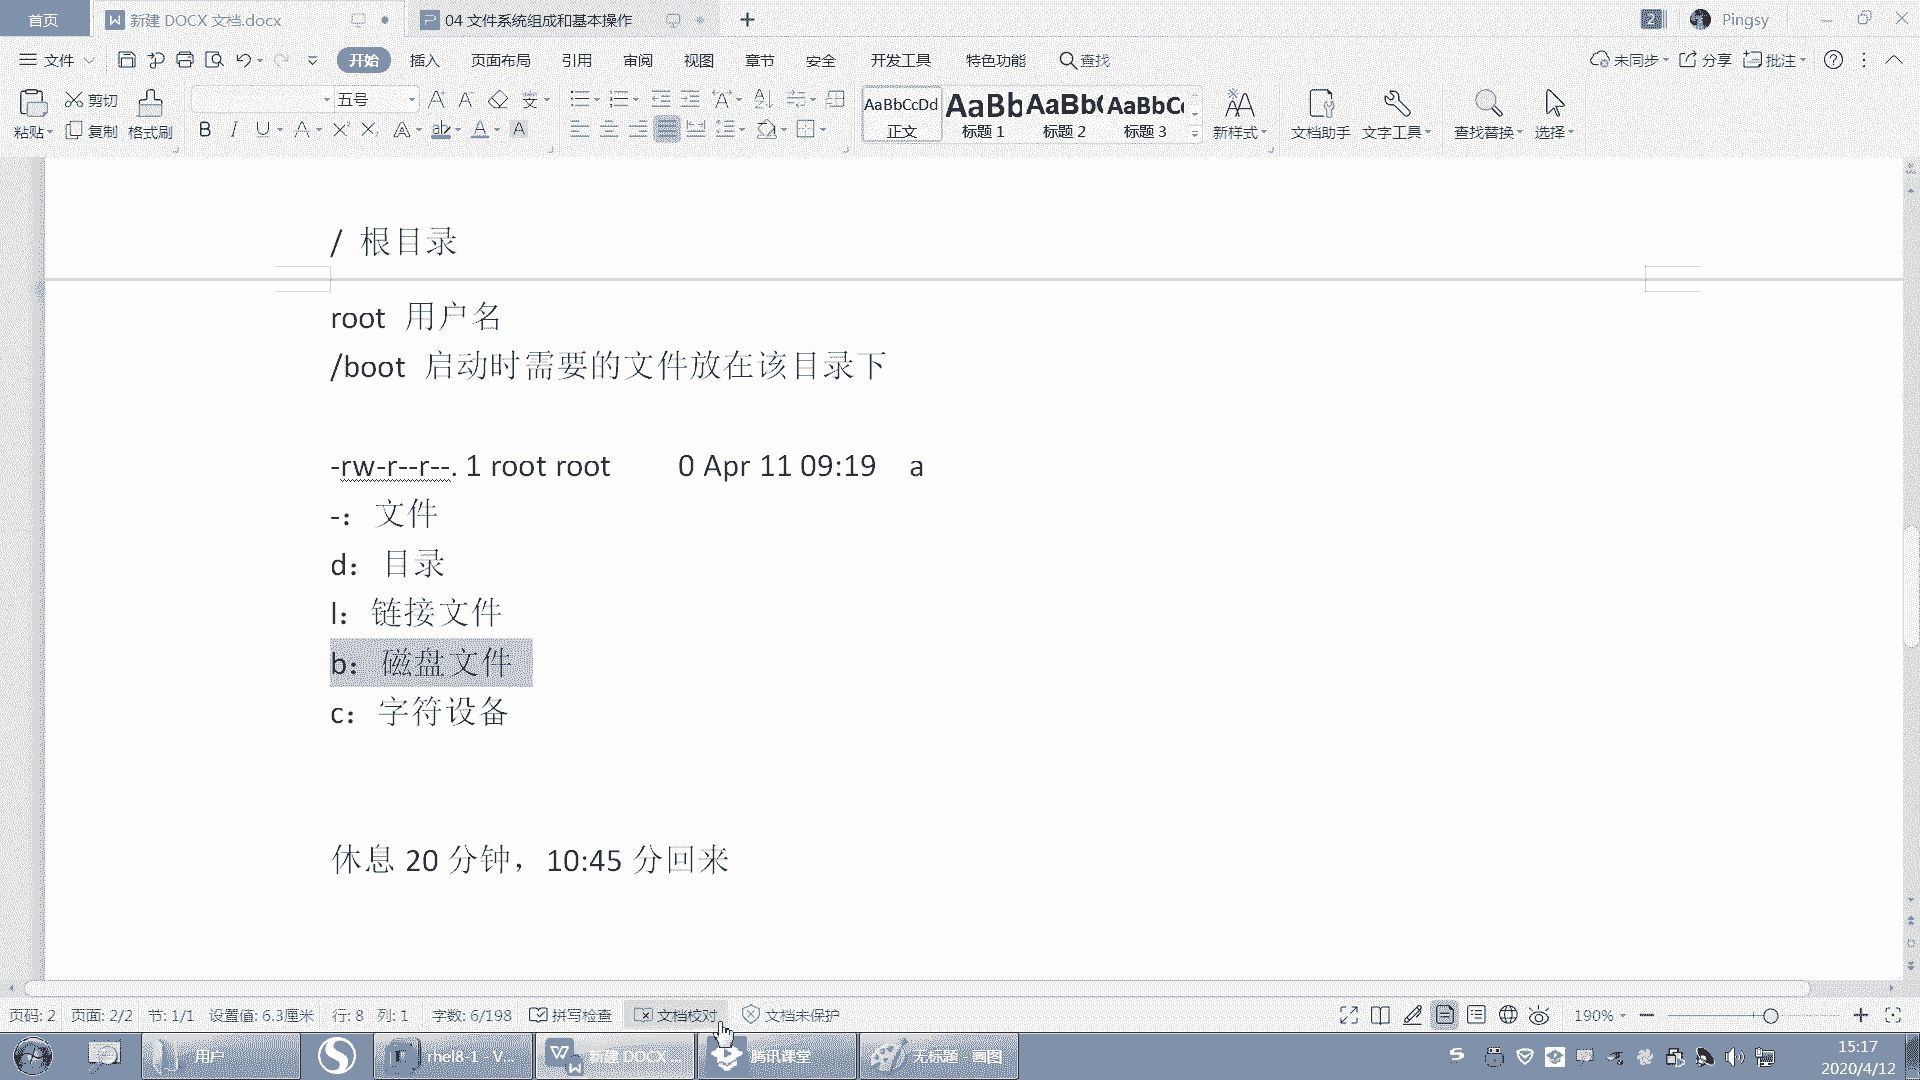 首页
新建 DOCX 文档.docx
04 文件系统组成和基本操作
2
Pingsy
文件
开始
插入
页面布局
引用
审阅
视图
章节
安全
开发工具
特色功能
查找
未同步
分享
批注
粘贴
剪切
复制
格式刷
五号
AaBbCcDd
正文
AaBb
标题 1
AaBb(
标题 2
AaBbC
标题 3
新样式
文档助手
文字工具
查找替换
选择
/ 根目录
root 用户名
/boot 启动时需要的文件放在该目录下
-rw-r--r--. 1 root root 0 Apr 11 09:19 a
-：文件
d：目录
l：链接文件
b：磁盘文件
c：字符设备
休息 20 分钟，10:45 分回来
页码: 2 页面: 2/2 节: 1/1 设置值: 6.3厘米 行: 8 列: 1 字数: 6/198 拼写检查 文档校对 文档未保护 190%
用户
rhel8-1 - V...
新建 DOCX ...
腾讯课堂
无标题 - 画图
15:17
2020/4/12